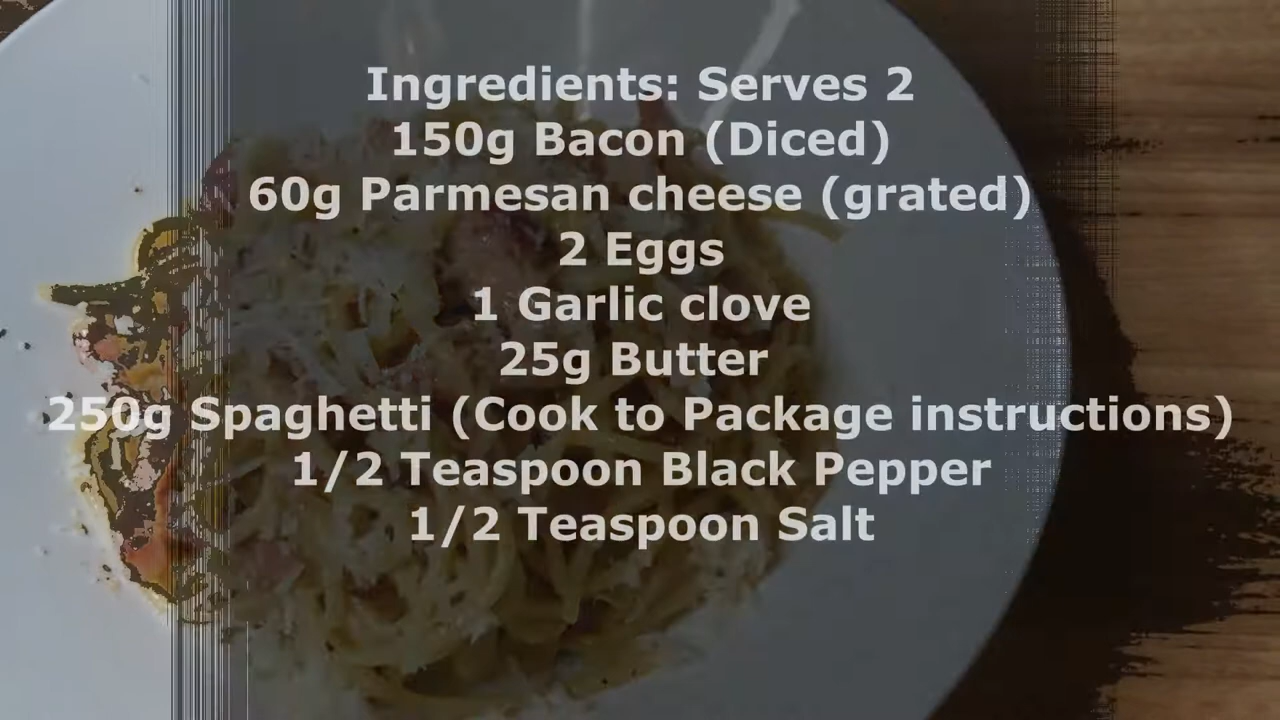 Ingredients: Serves 2
150g Bacon (Diced)
60g Parmesan cheese (grated)
2 Eggs
1 Garlic clove
25g Butter
250g Spaghetti (Cook to Package instructions)
1/2 Teaspoon Black Pepper
1/2 Teaspoon Salt